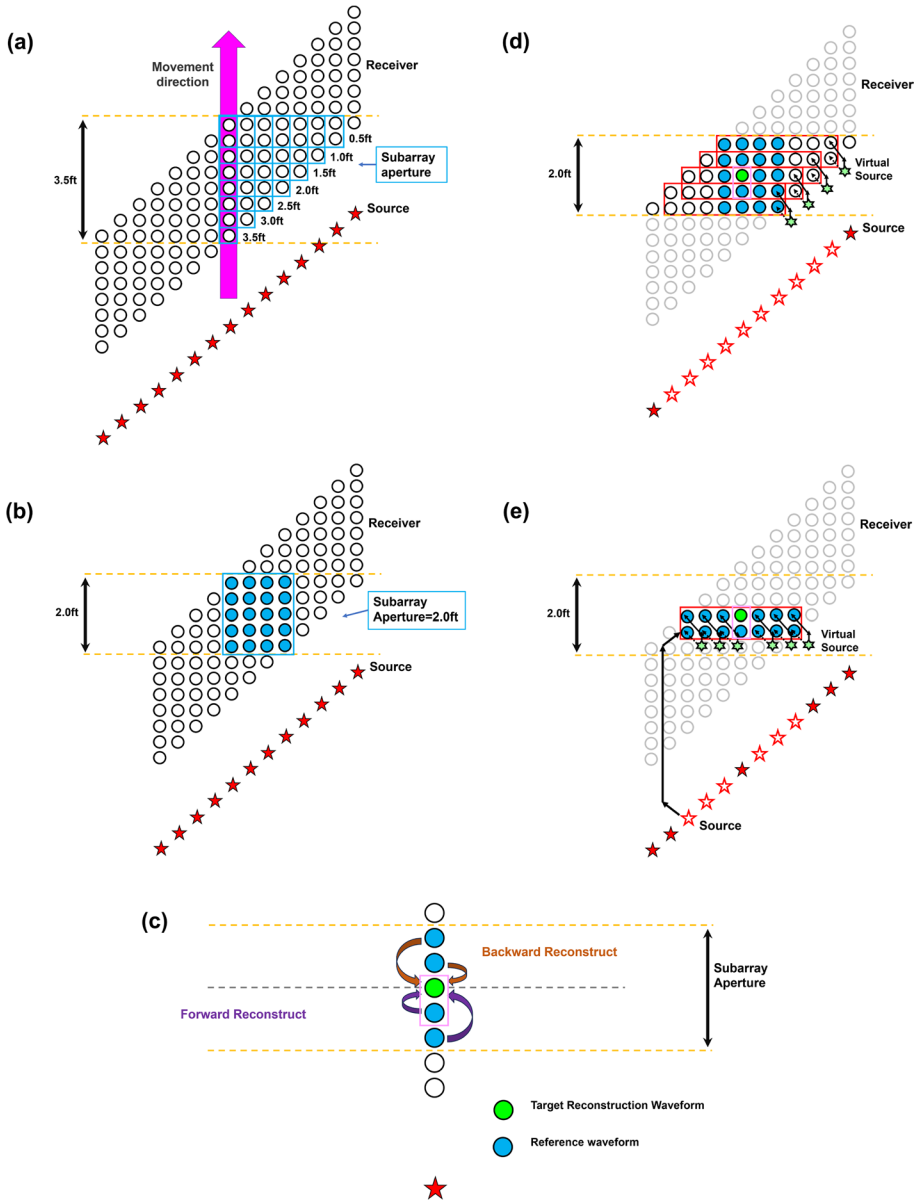 (a)
Movement
direction
Receiver
3.5ft
0.5ft
1.0ft
1.5ft
2.0ft
2.5ft
3.0ft
3.5ft
Subarray
aperture
Source
(d)
Receiver
2.0ft
Virtual
Source
Source
(b)
Receiver
2.0ft
Subarray
Aperture=2.0ft
Source
(e)
Receiver
2.0ft
Virtual
Source
Source
(c)
Backward Reconstruct
Forward Reconstruct
Subarray
Aperture
Target Reconstruction Waveform
Reference waveform